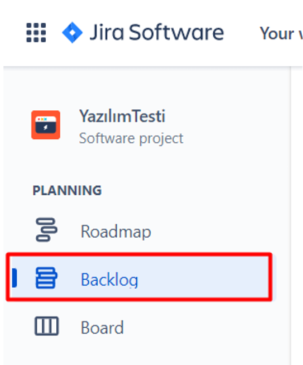 Jira Software Your
YazılımTesti
Software project
PLANNING
Roadmap
Backlog
Board